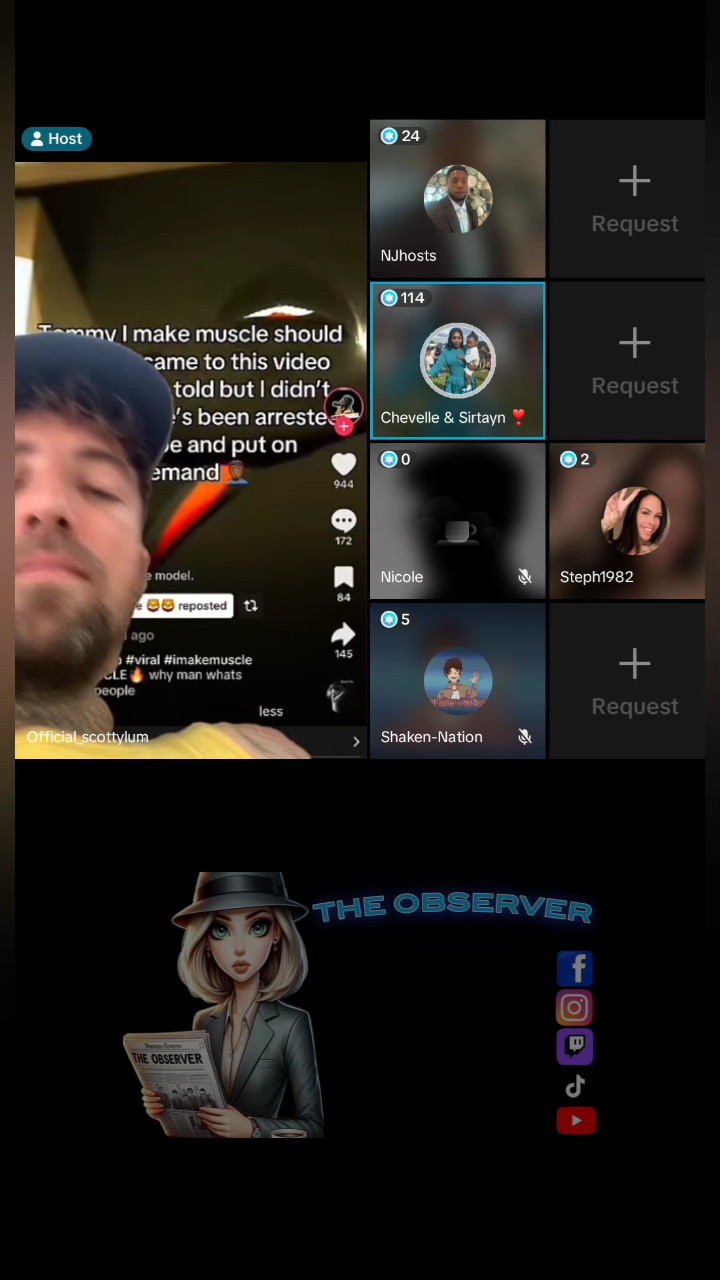 Host
Tommy I make muscle should
came to this video
told but I didn't
's been arreste
be and put on
emand 🤦🏾‍♂️
944
172
84
145
e model.
reposted
ago
#viral #imakemuscle
CLE🔥 why man whats
people
less
Official_scottylum
24
NJhosts
Request
114
Chevelle & Sirtayn ❣️
Request
0
Nicole
2
Steph1982
5
Shaken-Nation
Request
THE OBSERVER
THE OBSERVER